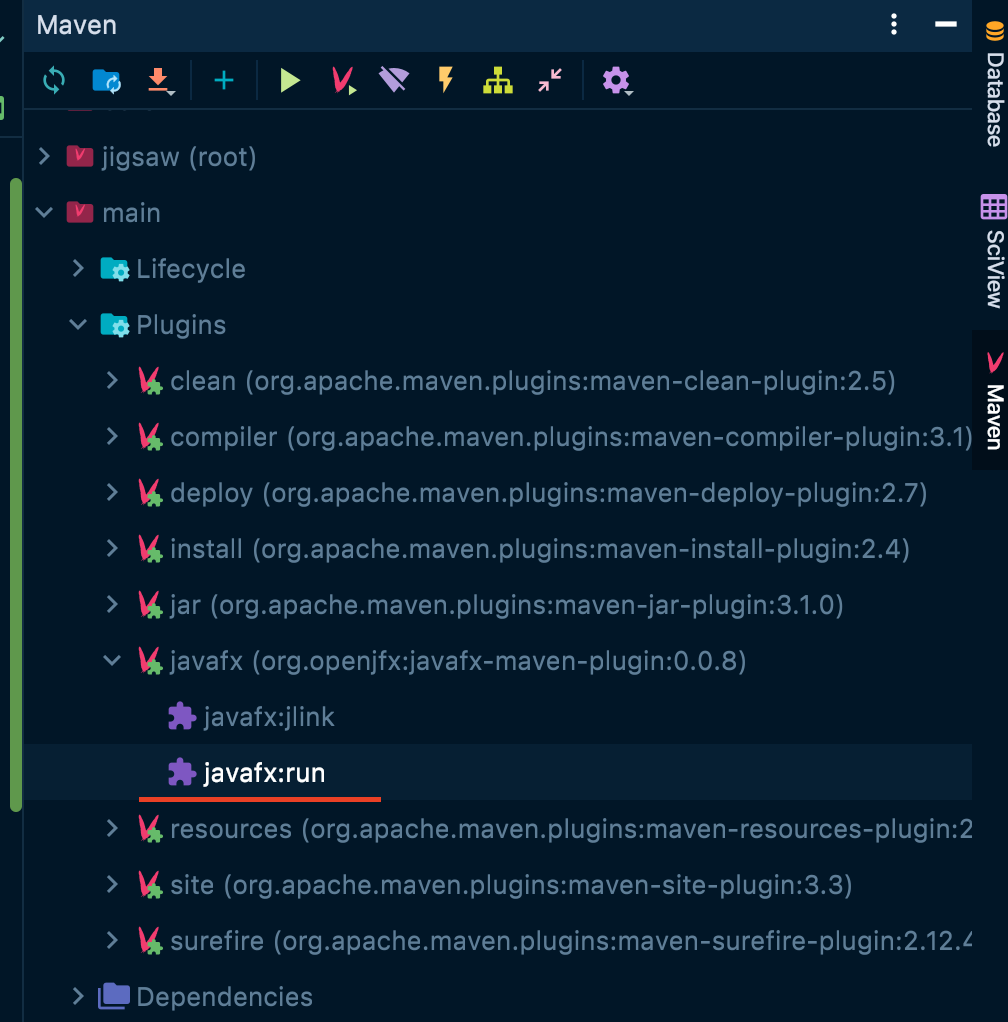 Maven
jigsaw (root)
main
Lifecycle
Plugins
clean (org.apache.maven.plugins:maven-clean-plugin:2.5)
compiler (org.apache.maven.plugins:maven-compiler-plugin:3.1)
deploy (org.apache.maven.plugins:maven-deploy-plugin:2.7)
install (org.apache.maven.plugins:maven-install-plugin:2.4)
jar (org.apache.maven.plugins:maven-jar-plugin:3.1.0)
javafx (org.openjfx:javafx-maven-plugin:0.0.8)
javafx:jlink
javafx:run
resources (org.apache.maven.plugins:maven-resources-plugin:2
site (org.apache.maven.plugins:maven-site-plugin:3.3)
surefire (org.apache.maven.plugins:maven-surefire-plugin:2.12.4
Dependencies
Database
SciView
Maven